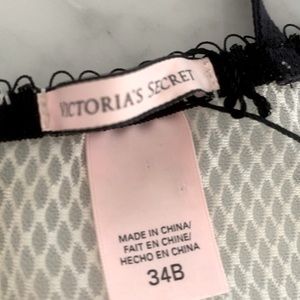 VICTORIA'S SECRET
MADE IN CHINA/
FAIT EN CHINE/
HECHO EN CHINA
34B